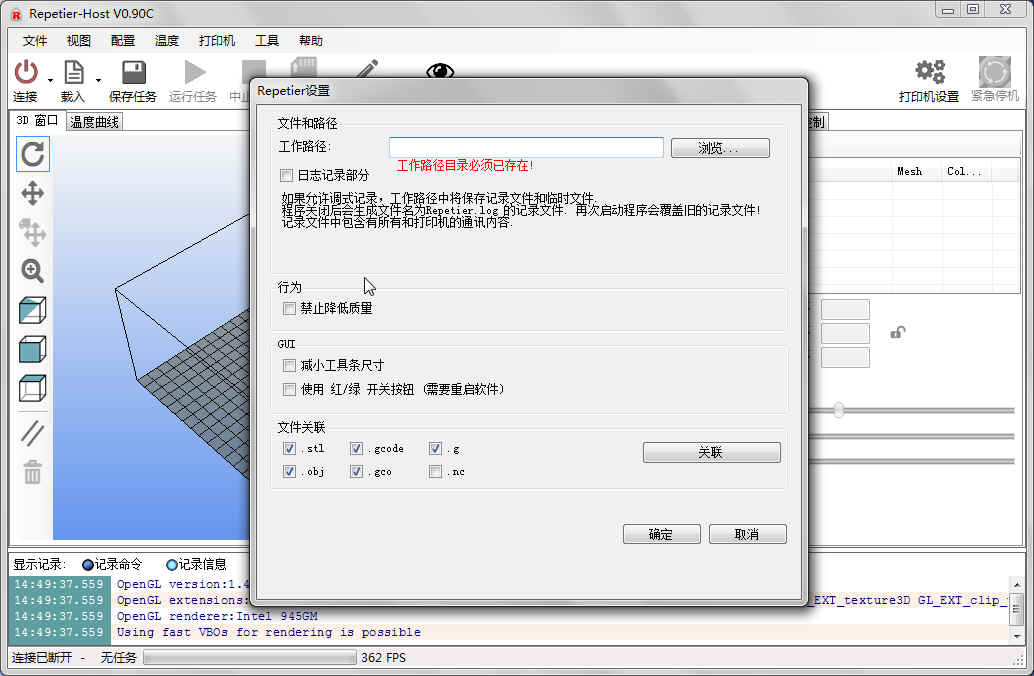 Repetier-Host V0.90C
文件 视图 配置 温度 打印机 工具 帮助
连接 载入 保存任务 运行任务 中止 打印机设置 紧急停机
3D 窗口 温度曲线
Mesh Col...
Repetier设置
文件和路径
工作路径: 浏览...
工作路径目录必须已存在!
日志记录部分
如果允许调式记录,工作路径中将保存记录文件和临时文件.
程序关闭后会生成文件名为Repetier.log 的记录文件. 再次启动程序会覆盖旧的记录文件!
记录文件中包含有所有和打印机的通讯内容.
行为
禁止降低质量
GUI
减小工具条尺寸
使用 红/绿 开关按钮 (需要重启软件)
文件关联
.stl .gcode .g
关联
.obj .gco .nc
确定 取消
显示记录: 记录命令 记录信息
14:49:37.559 OpenGL version:1.4
14:49:37.559 OpenGL extensions: _EXT_texture3D GL_EXT_clip_
14:49:37.559 OpenGL renderer:Intel 945GM
14:49:37.559 Using fast VBOs for rendering is possible
连接已断开 - 无任务 362 FPS